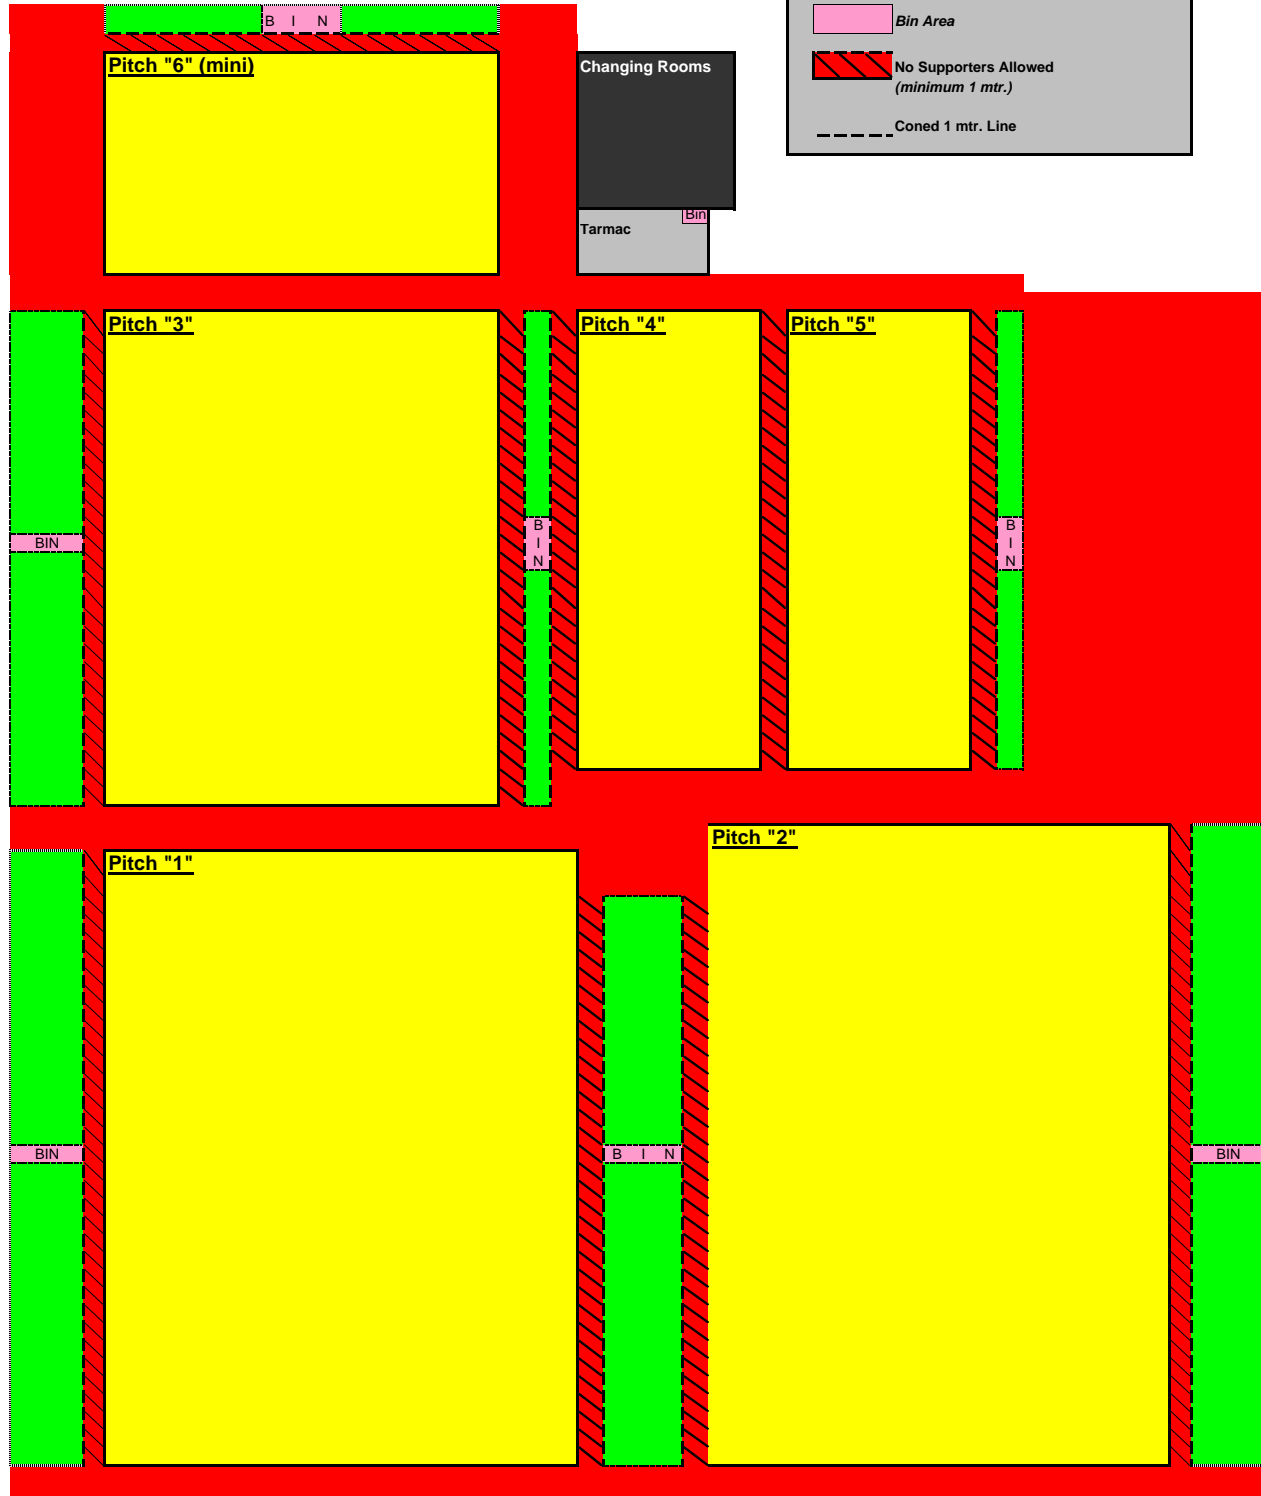 B I N
Bin Area
Pitch "6" (mini)
Changing Rooms
No Supporters Allowed
(minimum 1 mtr.)
Coned 1 mtr. Line
Bin
Tarmac
Pitch "3"
Pitch "4"
Pitch "5"
BIN
B
I
N
B
I
N
Pitch "2"
Pitch "1"
BIN
B I N
BIN